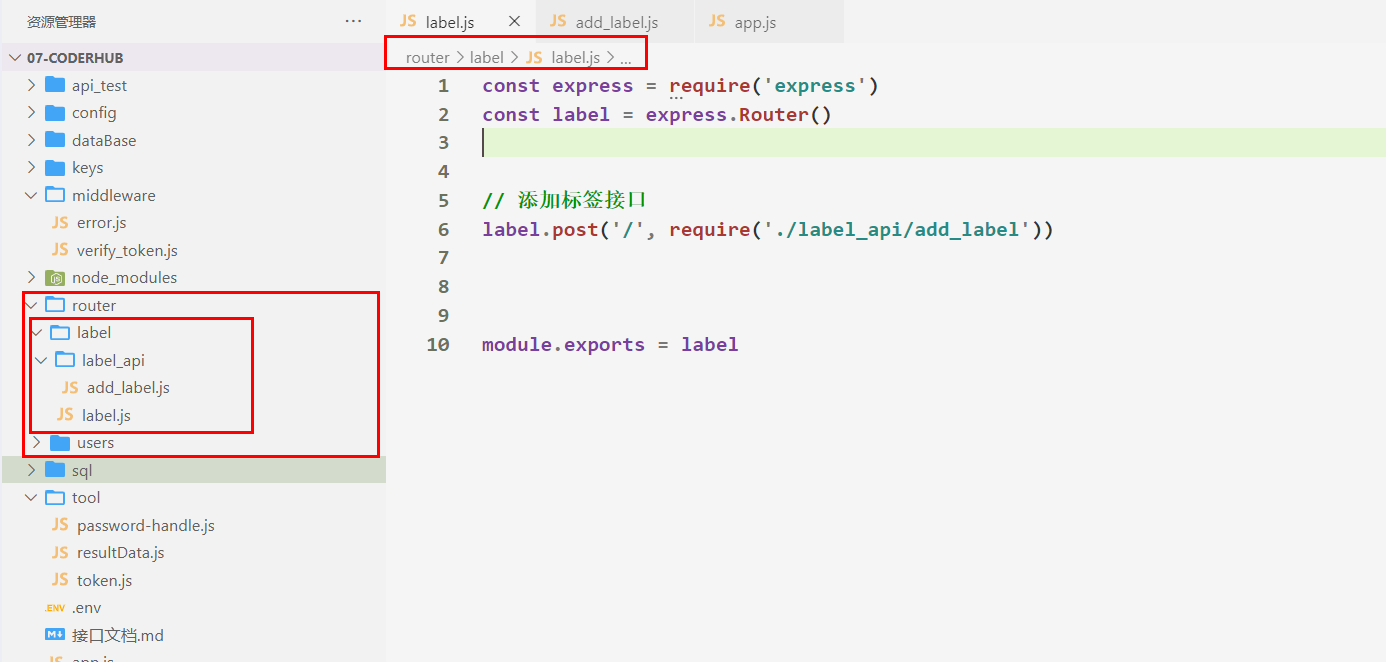 资源管理器 ...
07-CODERHUB
api_test
config
dataBase
keys
middleware
JS error.js
JS verify_token.js
node_modules
router
label
label_api
JS add_label.js
JS label.js
users
sql
tool
JS password-handle.js
JS resultData.js
JS token.js
.ENV .env
M↓ 接口文档.md
JS app.js
JS label.js × JS add_label.js JS app.js
router > label > JS label.js > ...
1 const express = require('express')
2 const label = express.Router()
3
4
5 // 添加标签接口
6 label.post('/', require('./label_api/add_label'))
7
8
9
10 module.exports = label